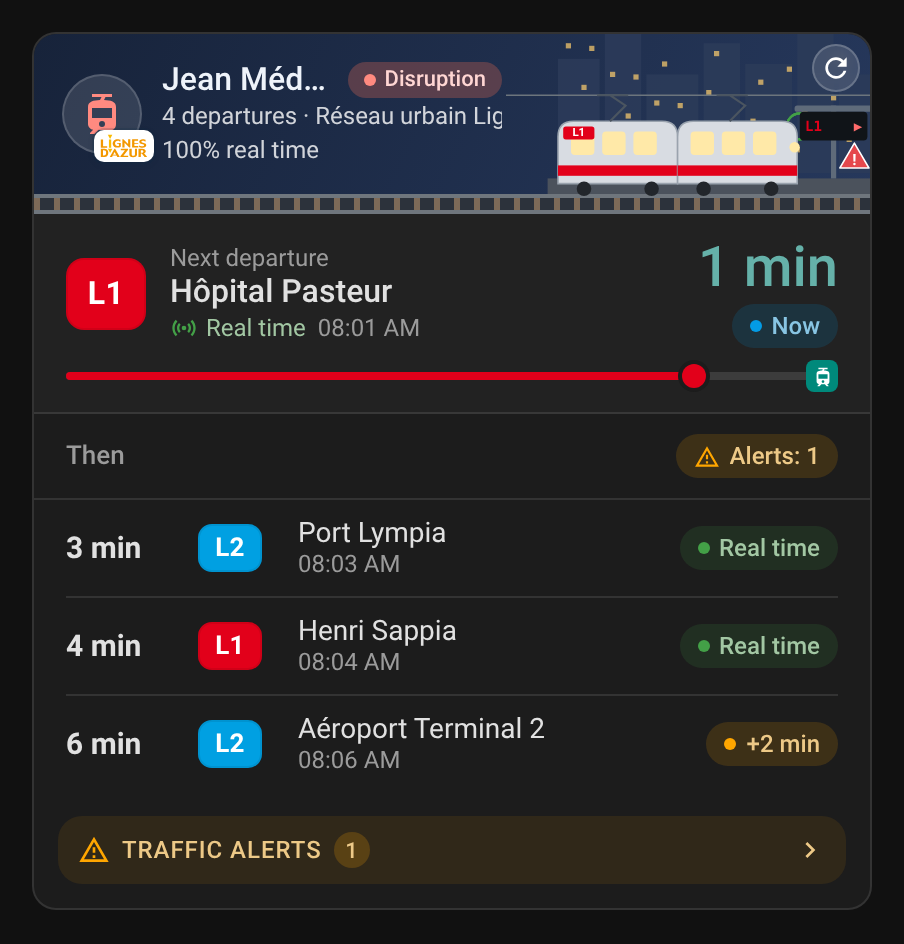 Jean Méd…
Disruption
4 departures · Réseau urbain Lig
100% real time
LIGNES
D'AZUR
L1
L1
L1
Next departure
Hôpital Pasteur
Real time 08:01 AM
1 min
Now
Then
Alerts: 1
3 min
L2
Port Lympia
08:03 AM
Real time
4 min
L1
Henri Sappia
08:04 AM
Real time
6 min
L2
Aéroport Terminal 2
08:06 AM
+2 min
TRAFFIC ALERTS 1